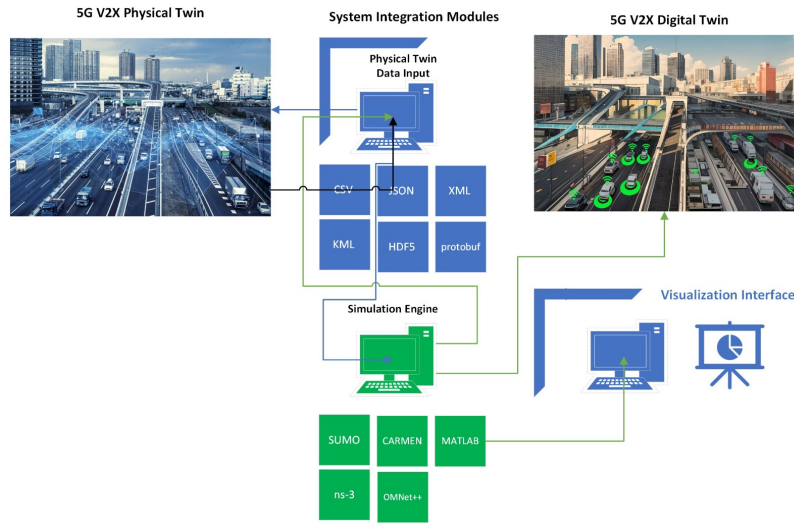 5G V2X Physical Twin
System Integration Modules
5G V2X Digital Twin
Physical Twin
Data Input
CSV
JSON
XML
KML
HDF5
protobuf
Simulation Engine
Visualization Interface
SUMO
CARMEN
MATLAB
ns-3
OMNet++